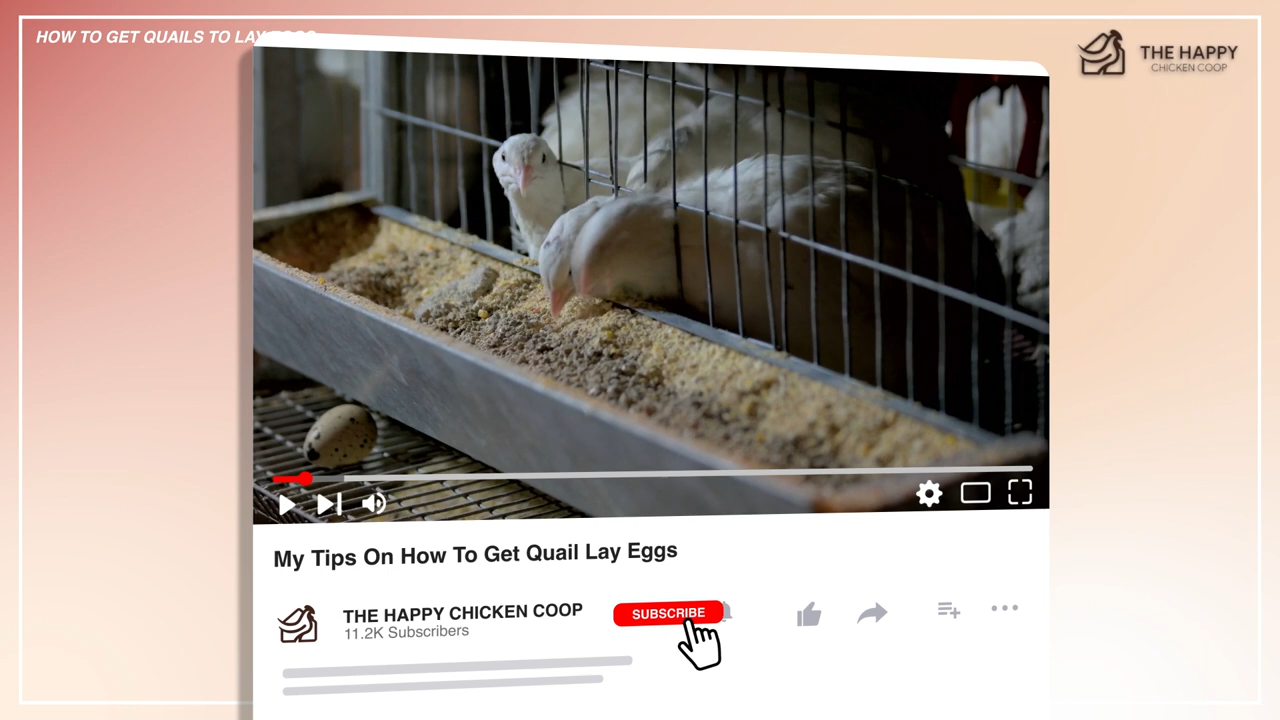 HOW TO GET QUAILS TO LAY EGGS
THE HAPPY
CHICKEN COOP
My Tips On How To Get Quail Lay Eggs
THE HAPPY CHICKEN COOP
11.2K Subscribers
SUBSCRIBE